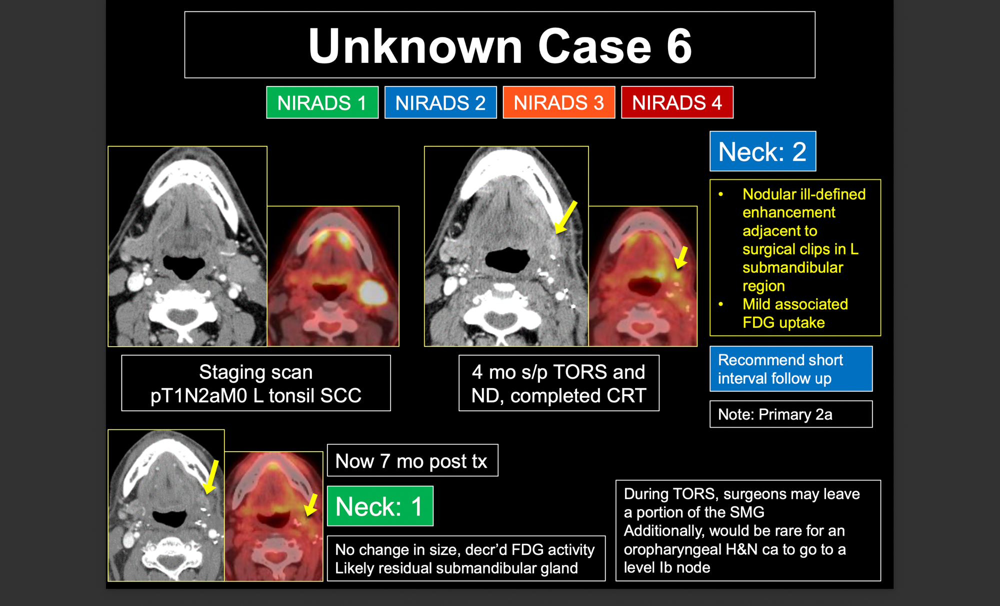 Unknown Case 6
NIRADS 1
NIRADS 2
NIRADS 3
NIRADS 4
Neck: 2
• Nodular ill-defined
enhancement
adjacent to
surgical clips in L
submandibular
region
• Mild associated
FDG uptake
Recommend short
interval follow up
Note: Primary 2a
Staging scan
pT1N2aM0 L tonsil SCC
4 mo s/p TORS and
ND, completed CRT
Now 7 mo post tx
Neck: 1
No change in size, decr’d FDG activity
Likely residual submandibular gland
During TORS, surgeons may leave
a portion of the SMG
Additionally, would be rare for an
oropharyngeal H&N ca to go to a
level Ib node